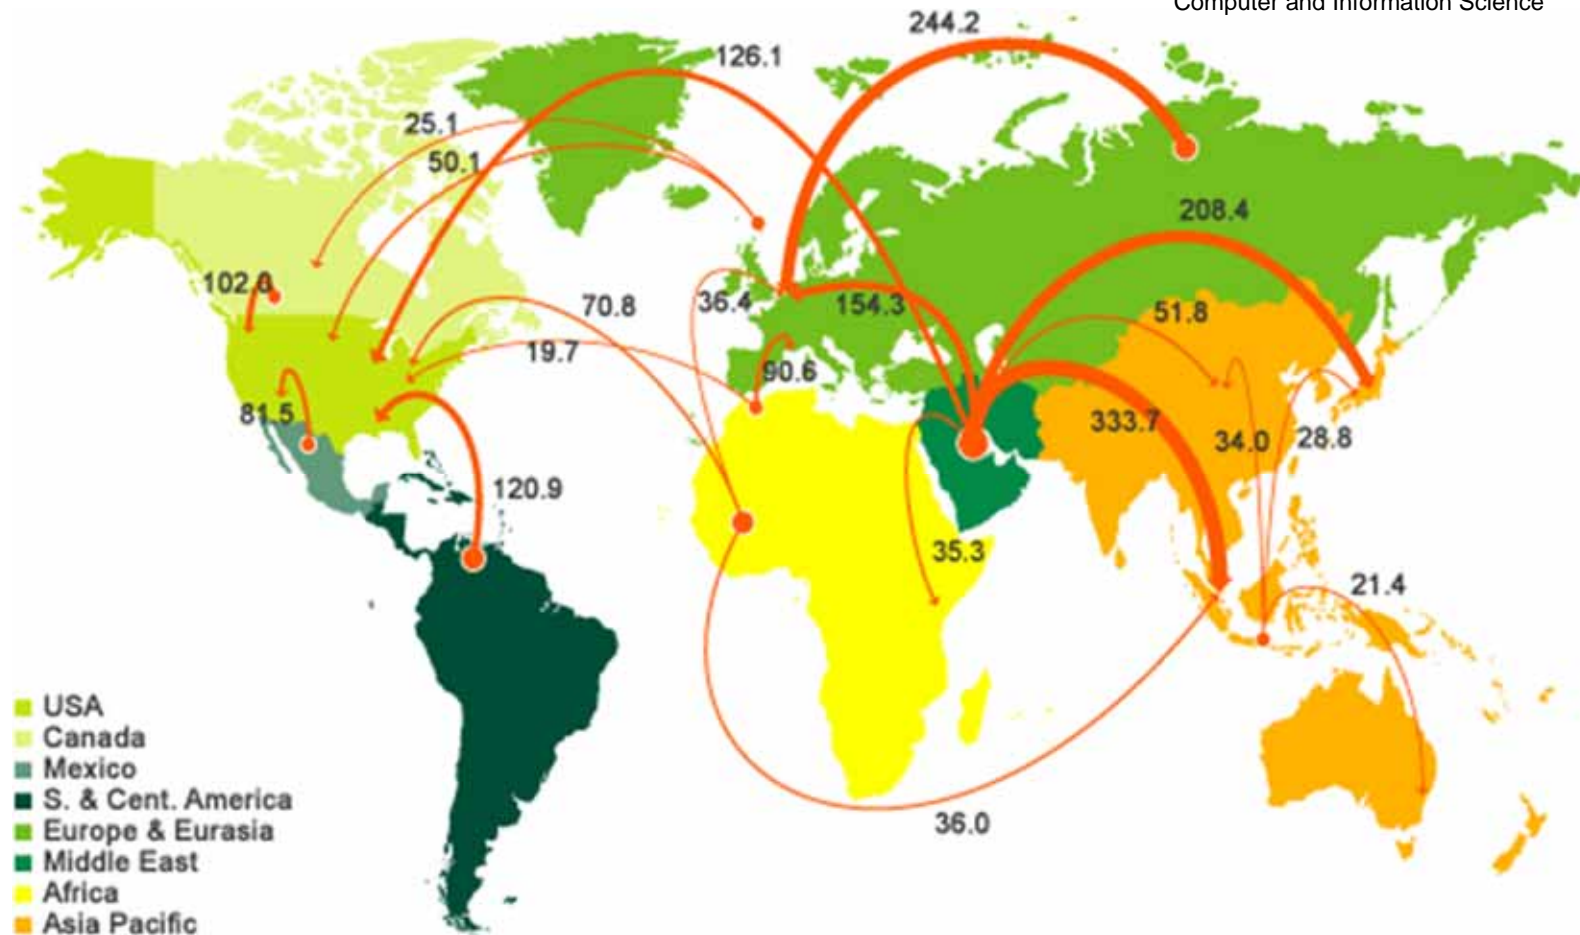 Computer and Information Science
244.2
126.1
25.1
50.1
208.4
102.0
70.8
36.4
154.3
51.8
19.7
90.6
81.5
333.7
34.0
28.8
120.9
35.3
21.4
36.0
USA
Canada
Mexico
S. & Cent. America
Europe & Eurasia
Middle East
Africa
Asia Pacific